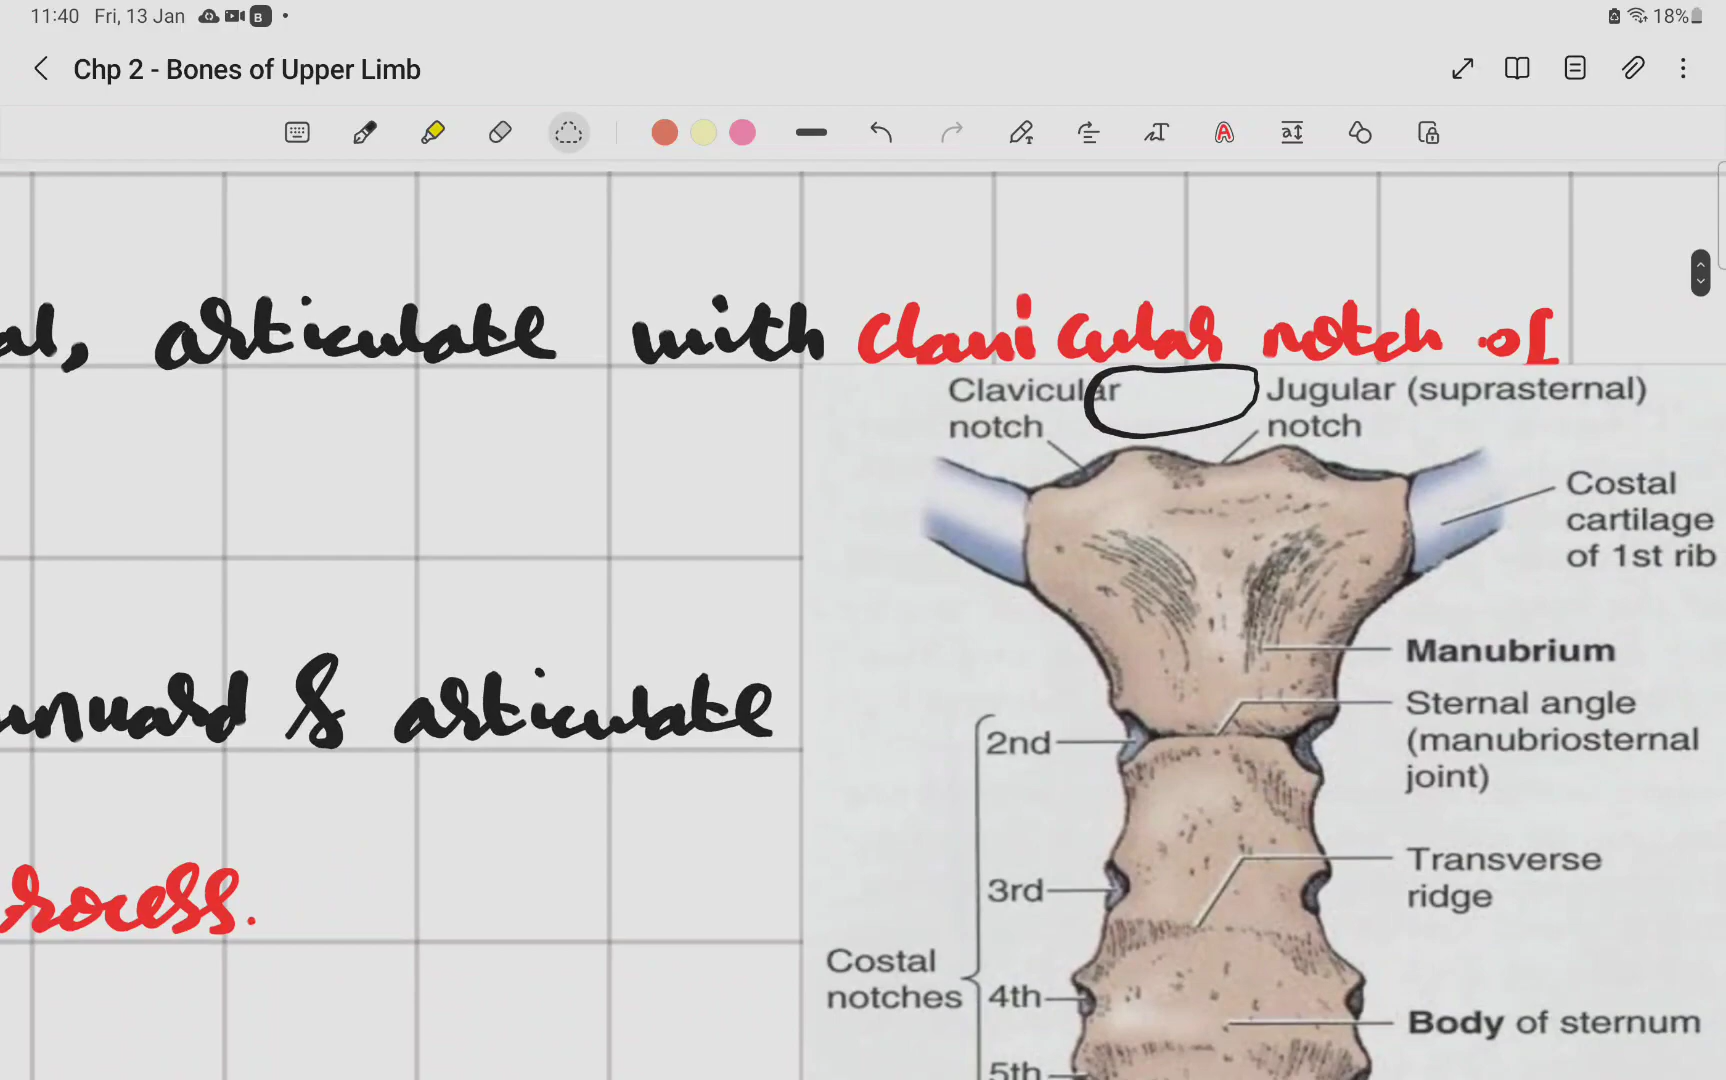 11:40 Fri, 13 Jan
18%
Chp 2 - Bones of Upper Limb
al, articulate with clavicular notch of
Clavicular
notch
Jugular (suprasternal)
notch
Costal
cartilage
of 1st rib
Manubrium
& articulate
Sternal angle
(manubriosternal
joint)
2nd
Transverse
ridge
3rd
rocess.
Costal
notches
4th
Body of sternum
5th